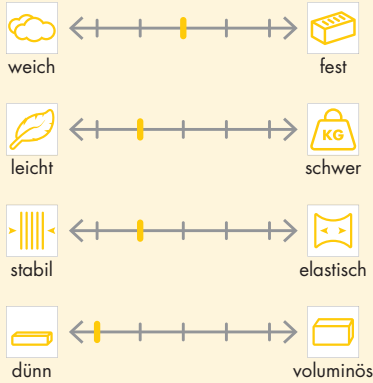 weich fest
KG
leicht schwer
stabil elastisch
dünn voluminös